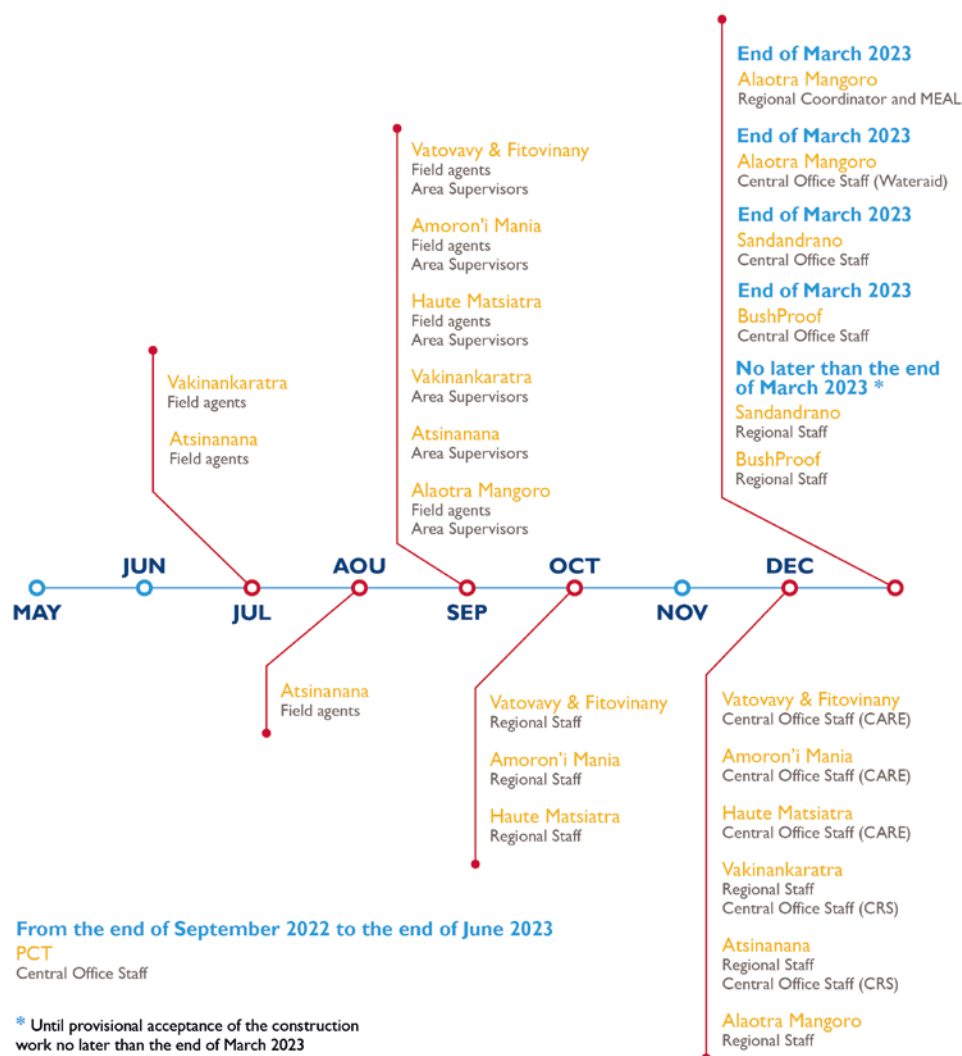 End of March 2023
Alaotra Mangoro
Regional Coordinator and MEAL
End of March 2023
Alaotra Mangoro
Central Office Staff (Wateraid)
End of March 2023
Sandandrano
Central Office Staff
End of March 2023
BushProof
Central Office Staff
No later than the end
of March 2023 *
Sandandrano
Regional Staff
BushProof
Regional Staff
Vatovavy & Fitovinany
Field agents
Area Supervisors
Amoron'i Mania
Field agents
Area Supervisors
Haute Matsiatra
Field agents
Area Supervisors
Vakinankaratra
Area Supervisors
Atsinanana
Area Supervisors
Alaotra Mangoro
Field agents
Area Supervisors
Vakinankaratra
Field agents
Atsinanana
Field agents
MAY
JUN
JUL
AOU
SEP
OCT
NOV
DEC
Atsinanana
Field agents
Vatovavy & Fitovinany
Regional Staff
Amoron’i Mania
Regional Staff
Haute Matsiatra
Regional Staff
Vatovavy & Fitovinany
Central Office Staff (CARE)
Amoron’i Mania
Central Office Staff (CARE)
Haute Matsiatra
Central Office Staff (CARE)
Vakinankaratra
Regional Staff
Central Office Staff (CRS)
Atsinanana
Regional Staff
Central Office Staff (CRS)
Alaotra Mangoro
Regional Staff
From the end of September 2022 to the end of June 2023
PCT
Central Office Staff
* Until provisional acceptance of the construction
work no later than the end of March 2023